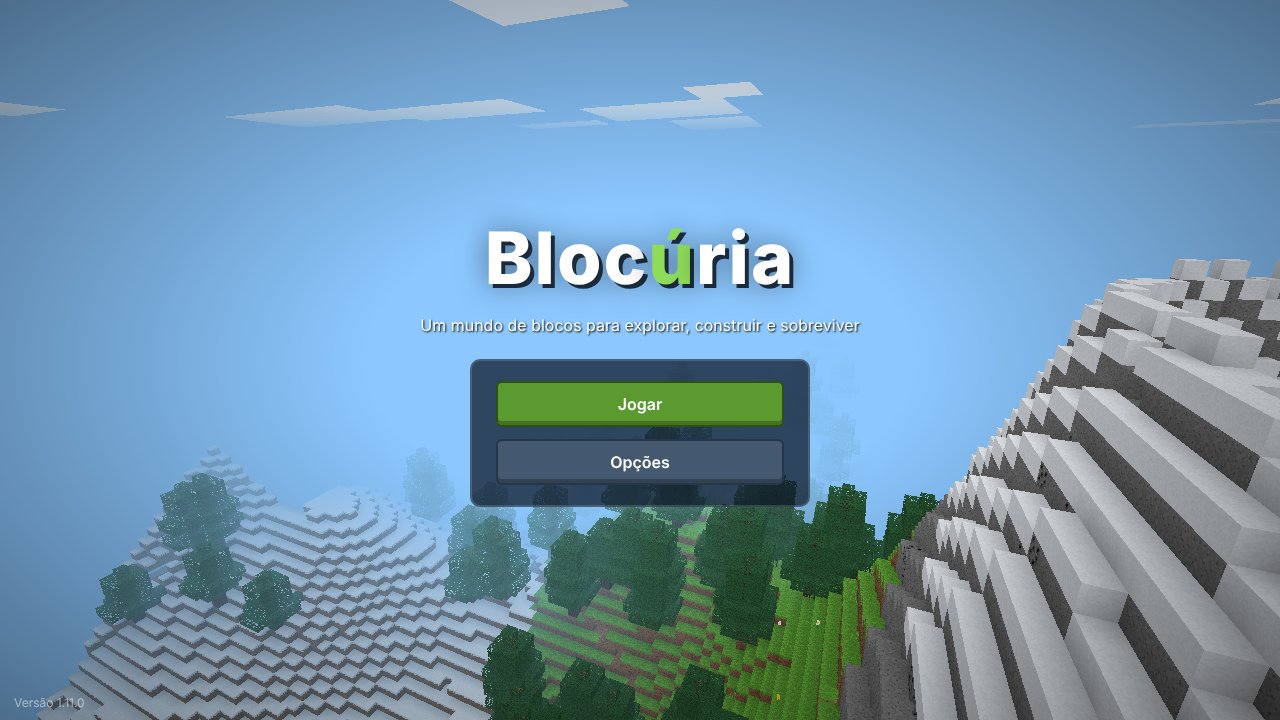 Blocúria
Um mundo de blocos para explorar, construir e sobreviver
Jogar
Opções
Versão 1.11.0